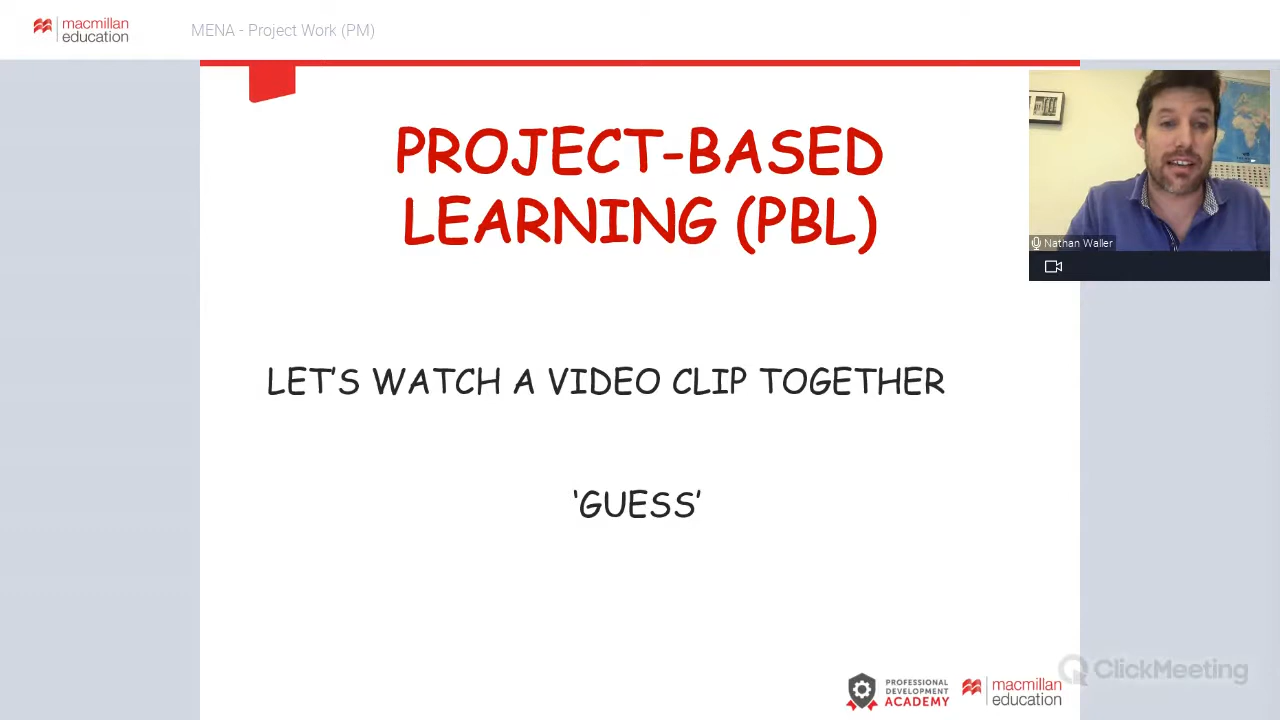 macmillan
education
MENA - Project Work (PM)
PROJECT-BASED
LEARNING (PBL)
Nathan Waller
LET'S WATCH A VIDEO CLIP TOGETHER
'GUESS'
PROFESSIONAL
DEVELOPMENT
ACADEMY
macmillan
education
ClickMeeting